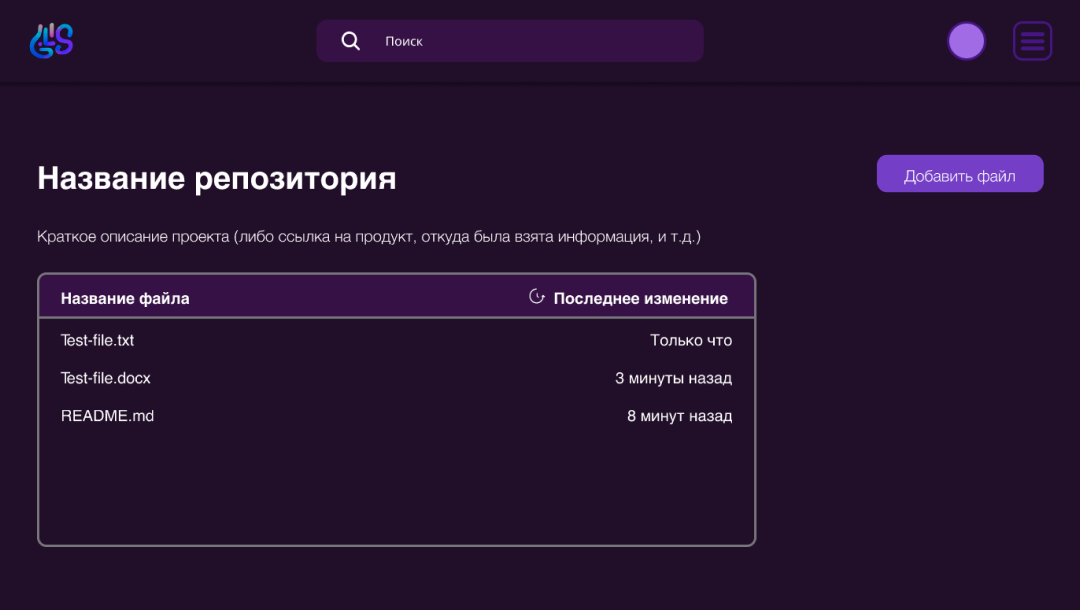 Поиск
Название репозитория
Добавить файл
Краткое описание проекта (либо ссылка на продукт, откуда была взята информация, и т.д.)
Название файла Последнее изменение
Test-file.txt Только что
Test-file.docx 3 минуты назад
README.md 8 минут назад